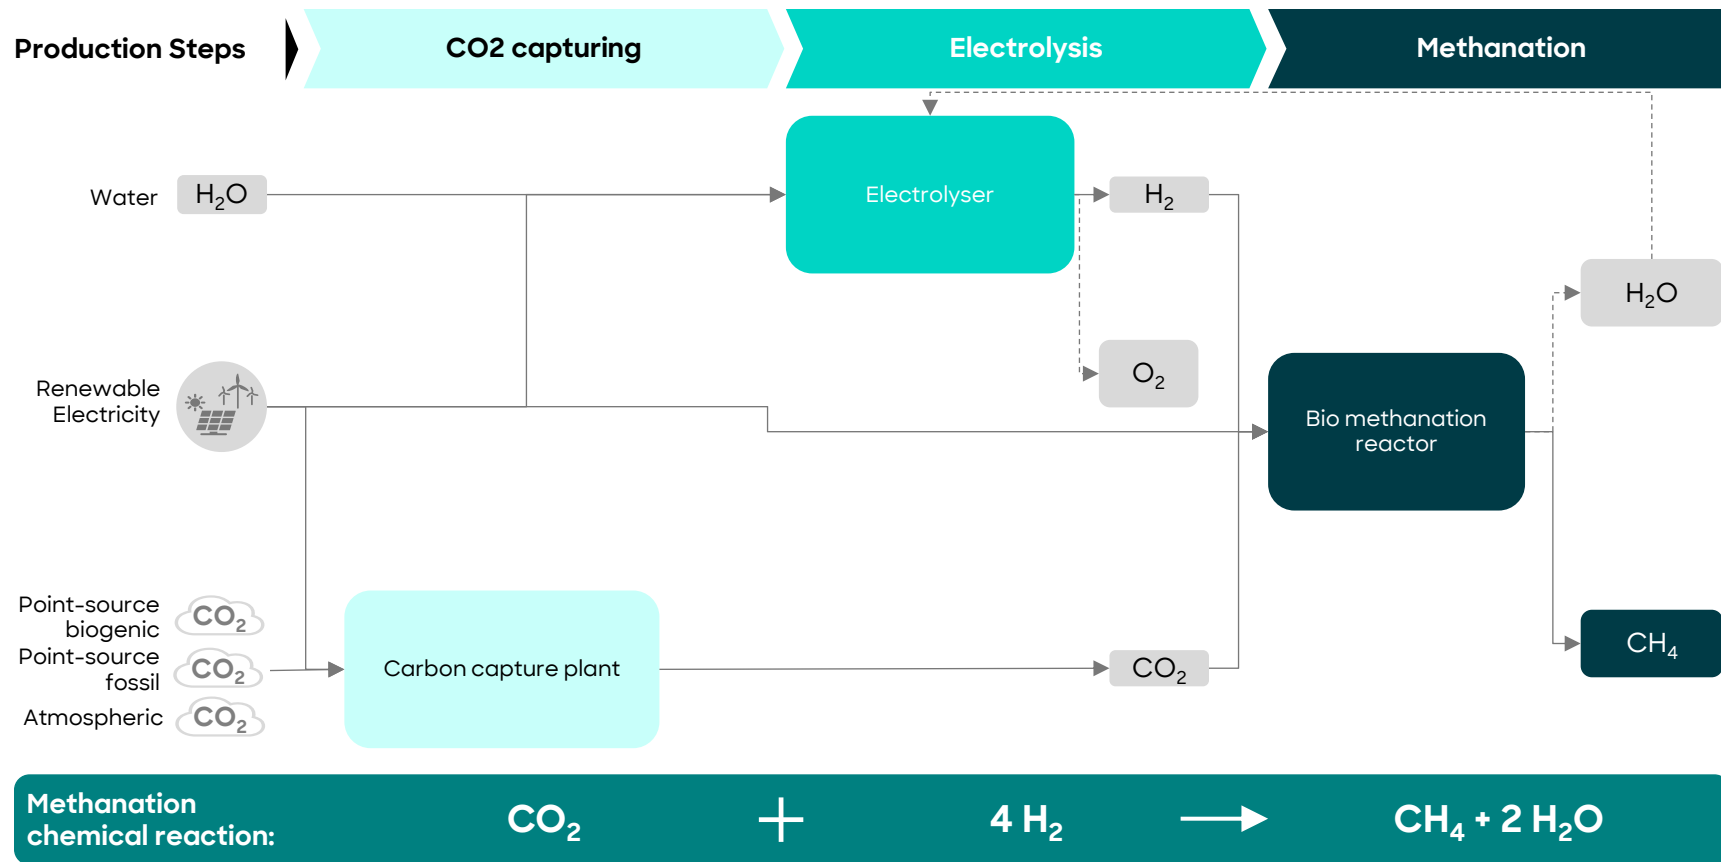 Production Steps
CO2 capturing
Electrolysis
Methanation
Water
H₂O
Electrolyser
H₂
H₂O
O₂
Renewable
Electricity
Bio methanation
reactor
Point-source
biogenic
CO₂
Point-source
fossil
CO₂
Atmospheric
CO₂
Carbon capture plant
CO₂
CH₄
Methanation
chemical reaction:
CO₂ + 4 H₂ → CH₄ + 2 H₂O